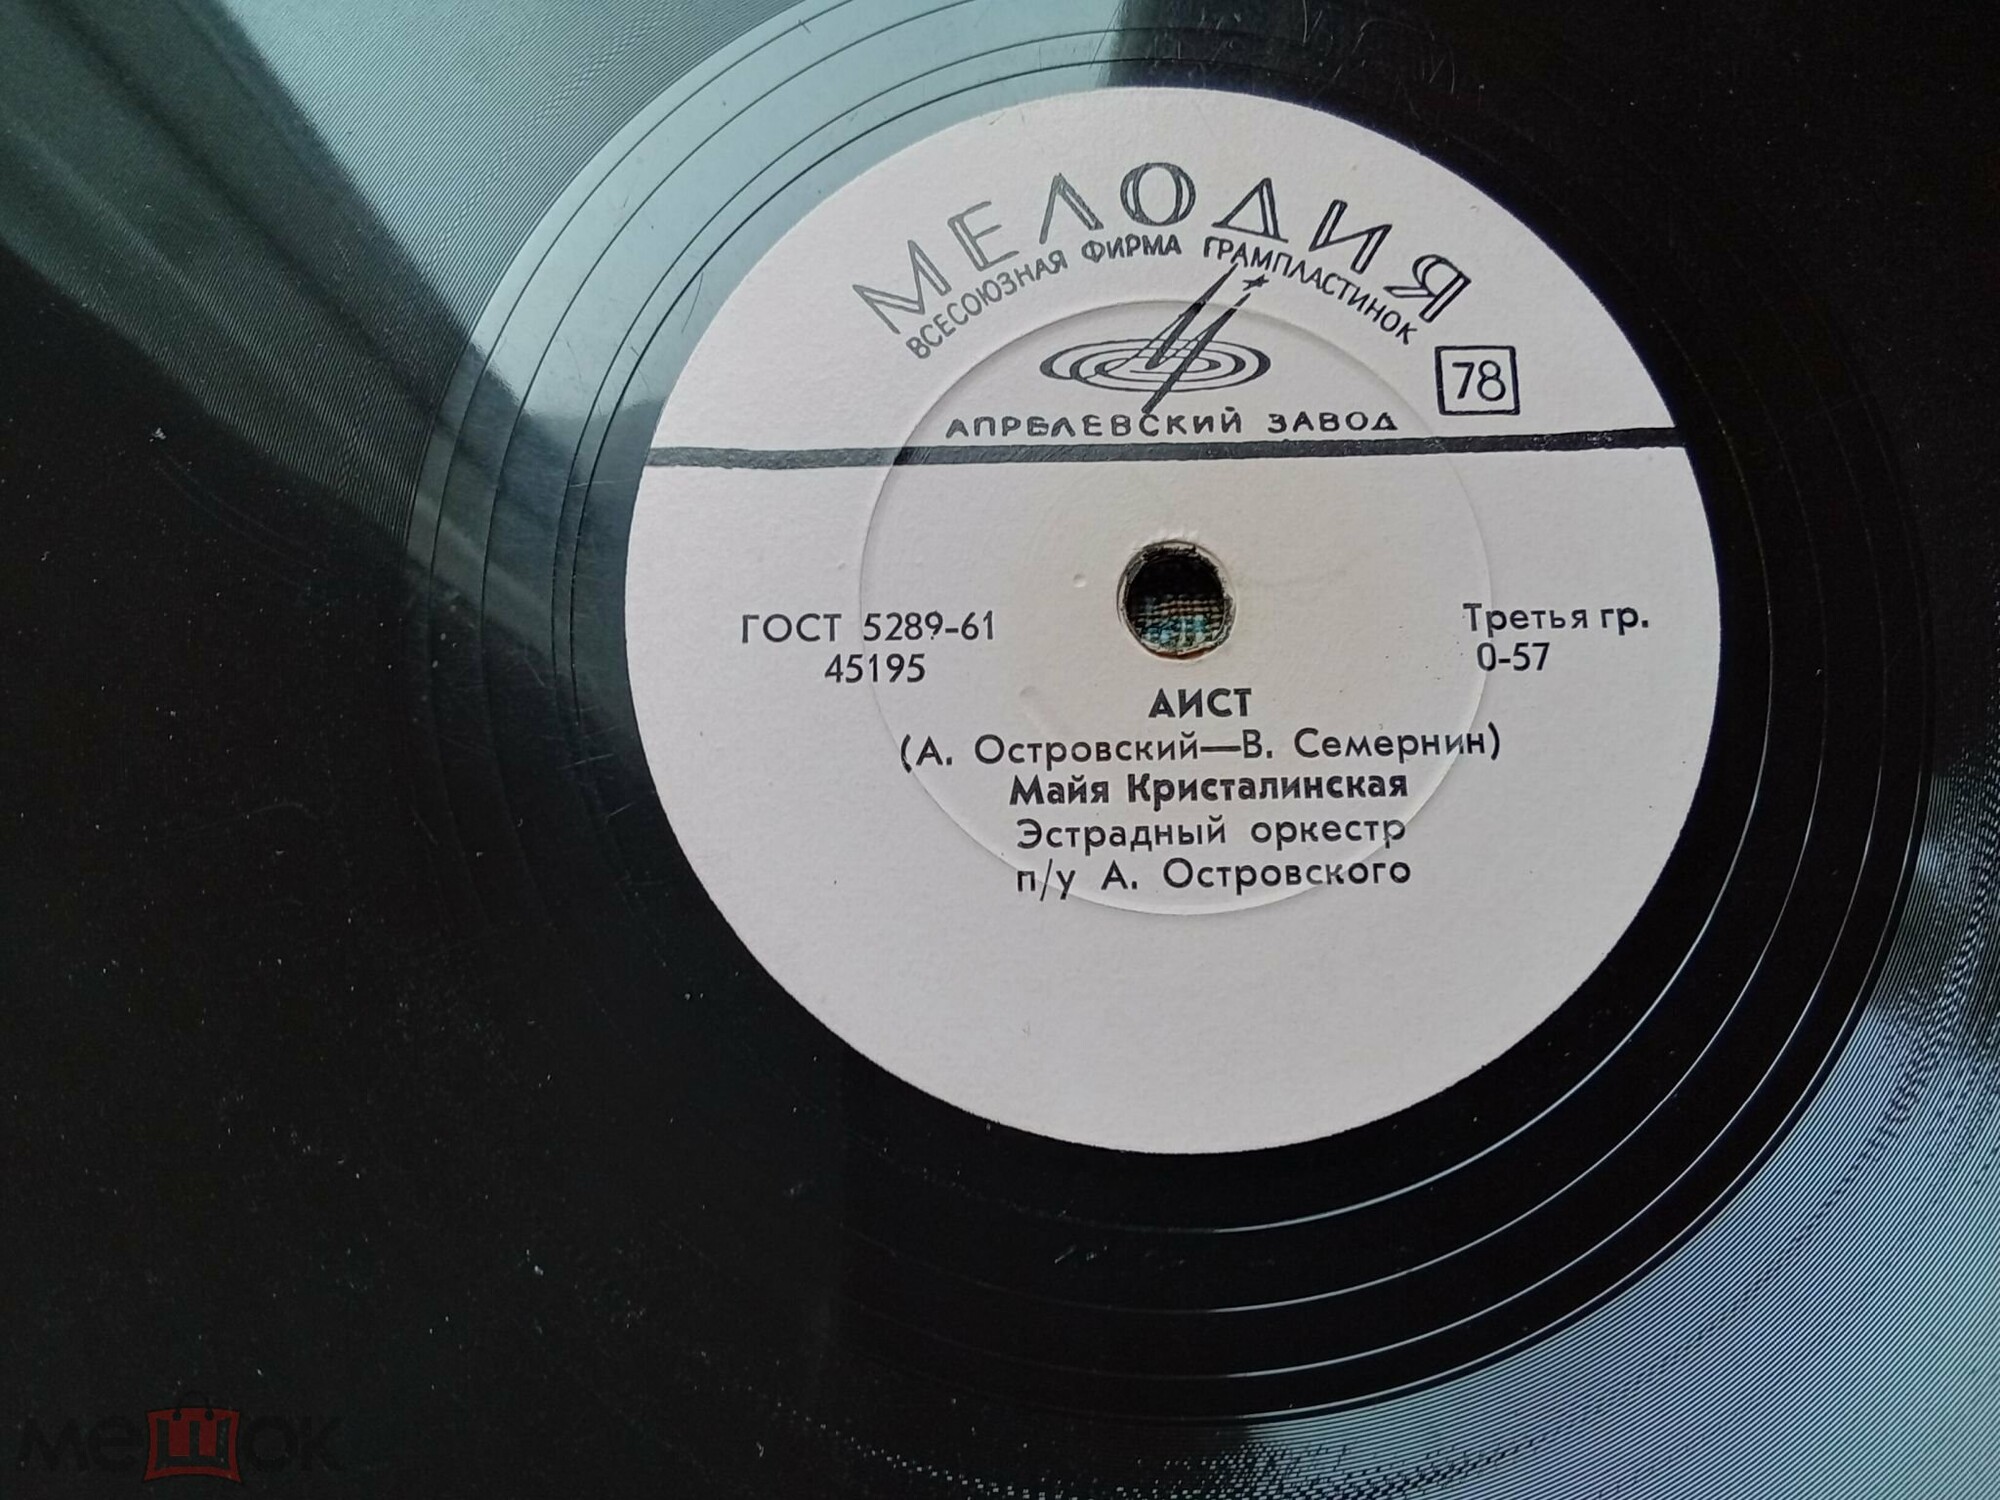 МЕЛОДИЯ
ВСЕСОЮЗНАЯ ФИРМА ГРАМПЛАСТИНОК
78
АПРЕЛЕВСКИЙ ЗАВОД
ГОСТ 5289-61
45195
Третья гр.
0-57
АИСТ
(А. Островский—В. Семернин)
Майя Кристалинская
Эстрадный оркестр
п/у А. Островского
мешок